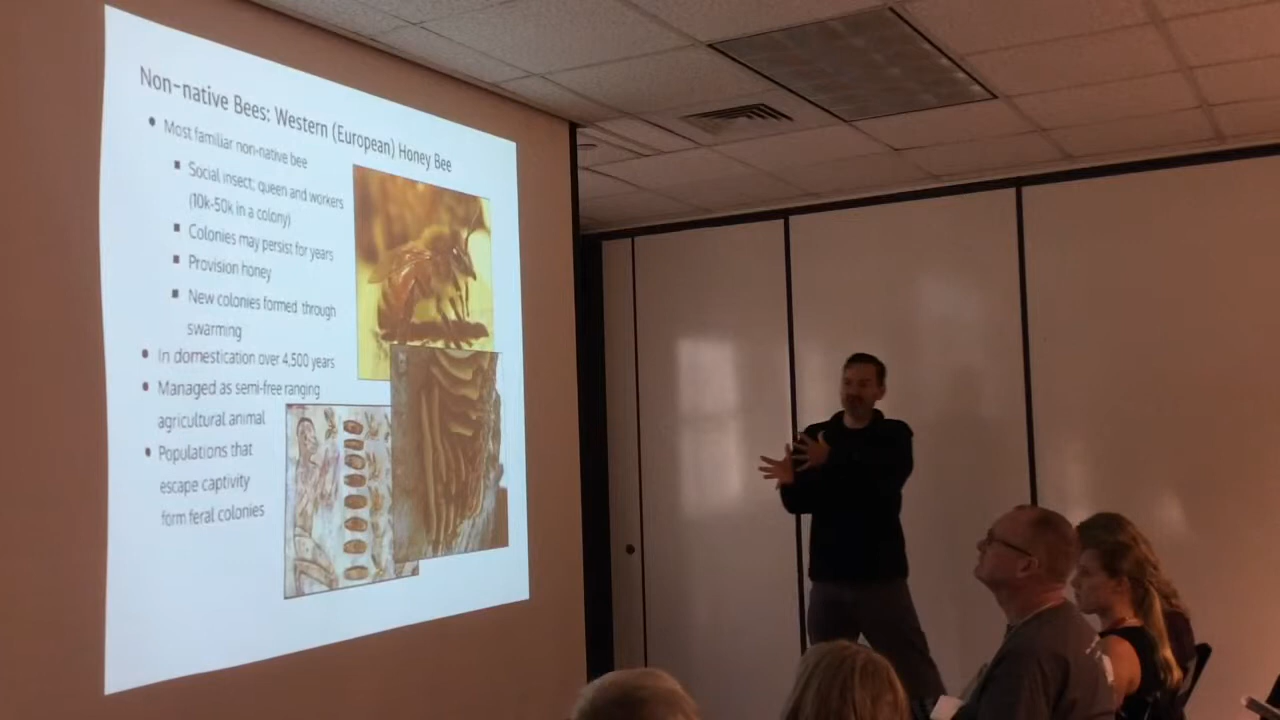 Non-native Bees: Western (European) Honey Bee
• Most familiar non-native bee
▪ Social insect; queen and workers
(10k-50k in a colony)
▪ Colonies may persist for years
▪ Provision honey
▪ New colonies formed through
swarming
• In domestication over 4,500 years
• Managed as semi-free ranging
agricultural animal
• Populations that
escape captivity
form feral colonies